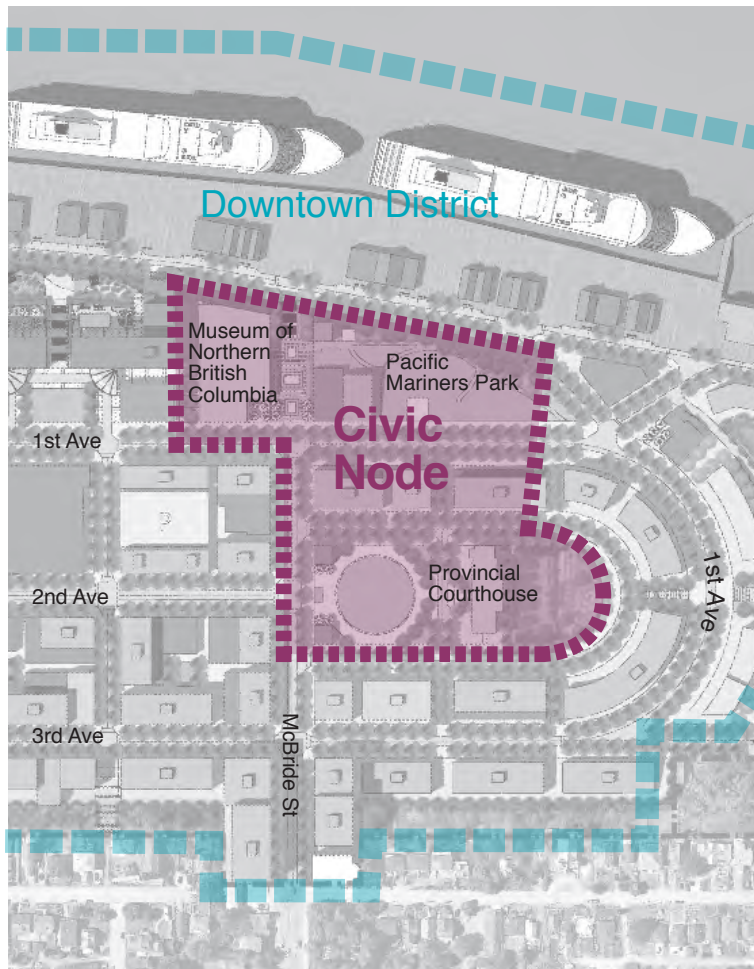 Downtown District
Museum of
Northern
British
Columbia
Pacific
Mariners Park
Civic
Node
1st Ave
2nd Ave
Provincial
Courthouse
1st Ave
3rd Ave
McBride St